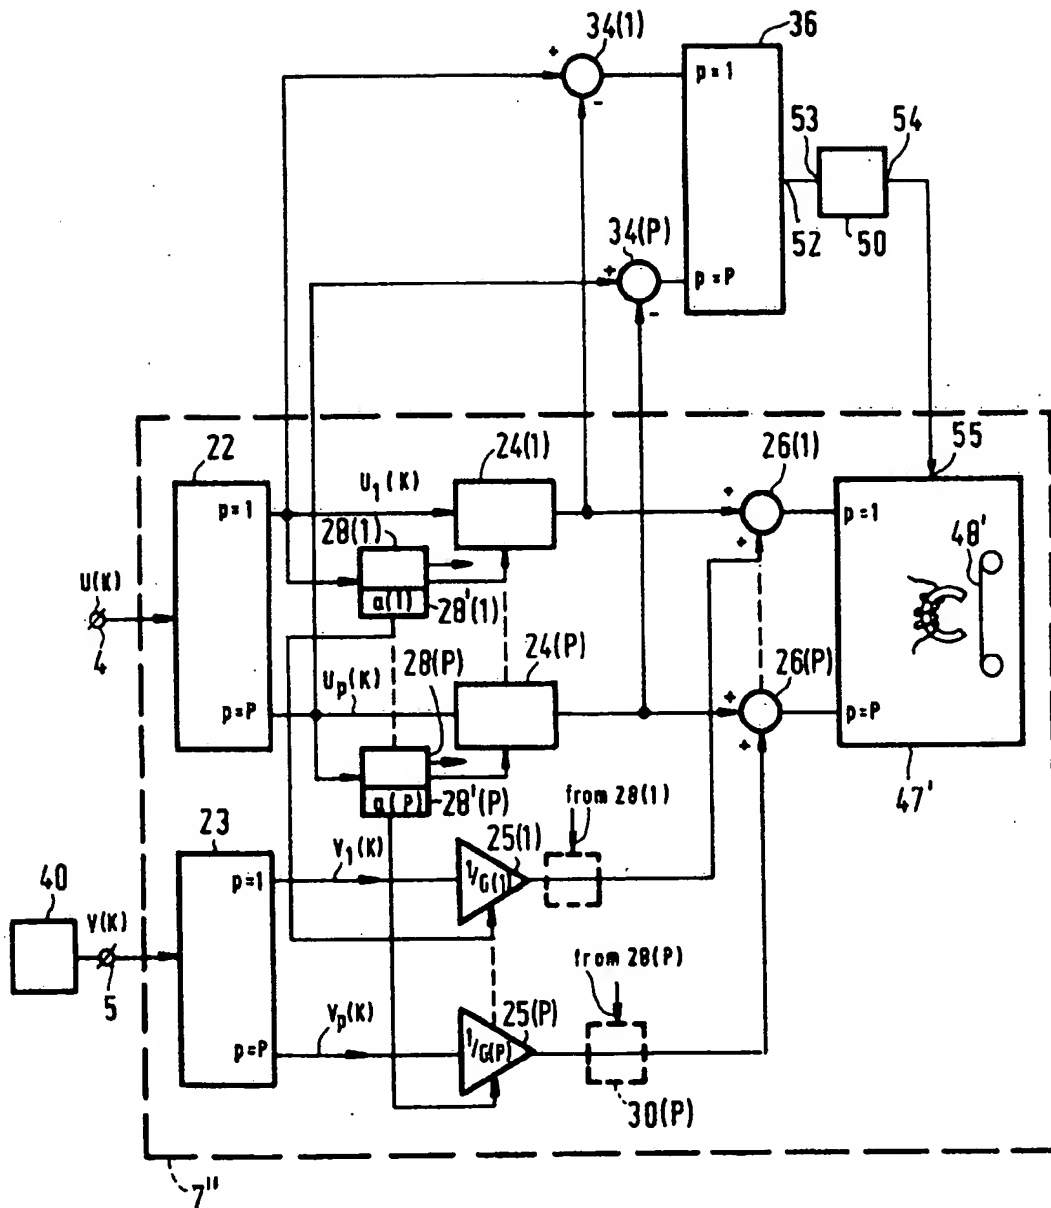 34(1)
36
+
-
p=1
53
54
34(P)
+
-
p=P
52
50
22
24(1)
26(1)
55
p=1
U1(K)
+
+
p=1
28(1)
48'
U(K)
a(1)
28'(1)
4
28(P)
24(P)
26(P)
Up(K)
p=P
+
+
p=P
a(P)
28'(P)
47'
from 28(1)
23
V1(K)
25(1)
p=1
1/G(1)
40
V(K)
5
from 28(P)
Vp(K)
25(P)
p=P
1/G(P)
30(P)
7"